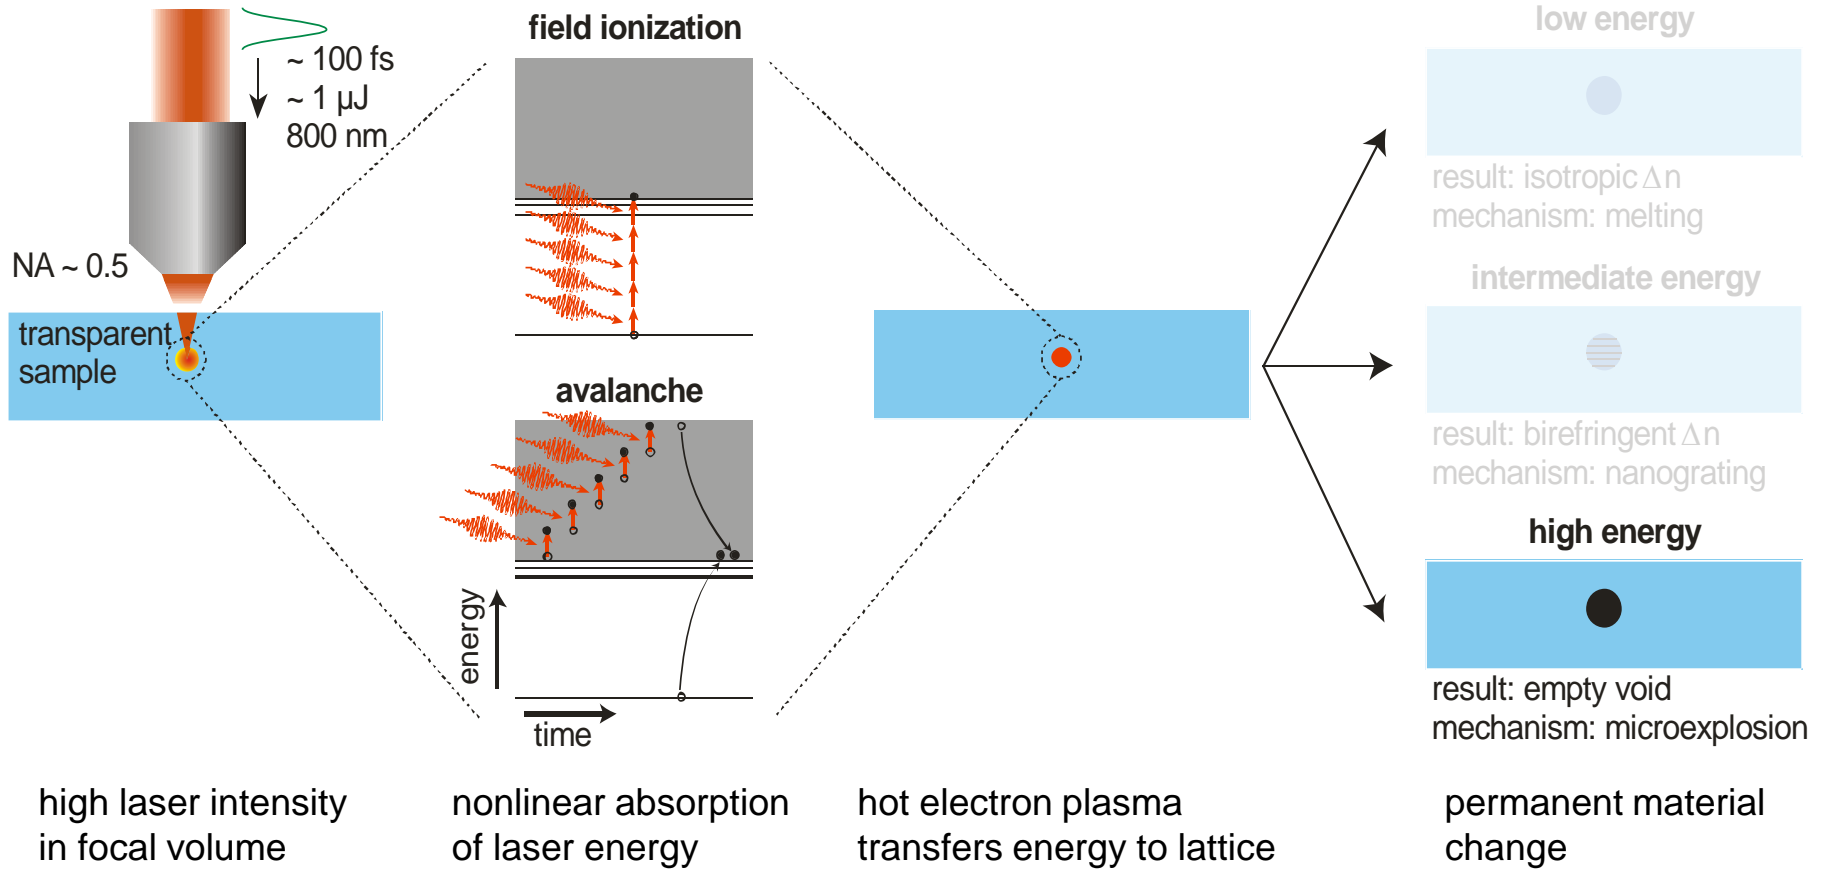 ~ 100 fs
~ 1 µJ
800 nm
NA ~ 0.5
transparent
sample
high laser intensity
in focal volume
field ionization
avalanche
energy
time
nonlinear absorption
of laser energy
hot electron plasma
transfers energy to lattice
low energy
result: isotropic Δn
mechanism: melting
intermediate energy
result: birefringent Δn
mechanism: nanograting
high energy
result: empty void
mechanism: microexplosion
permanent material
change